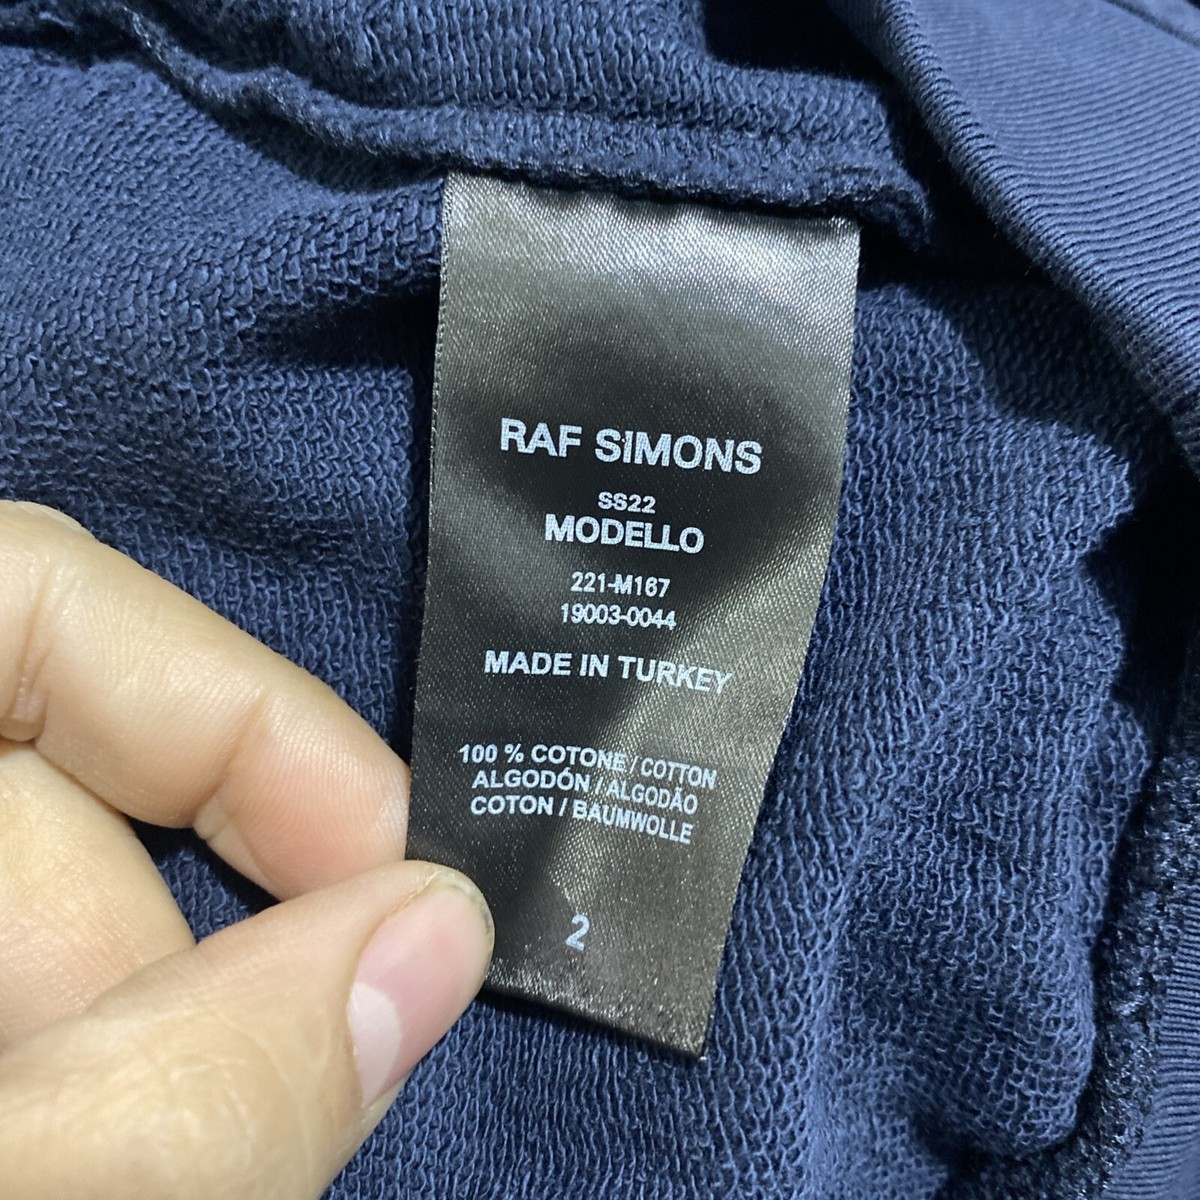 RAF SIMONS
SS22
MODELLO
221-M167
19003-0044
MADE IN TURKEY
100 % COTONE / COTTON
ALGODÓN / ALGODÃO
COTON / BAUMWOLLE
2